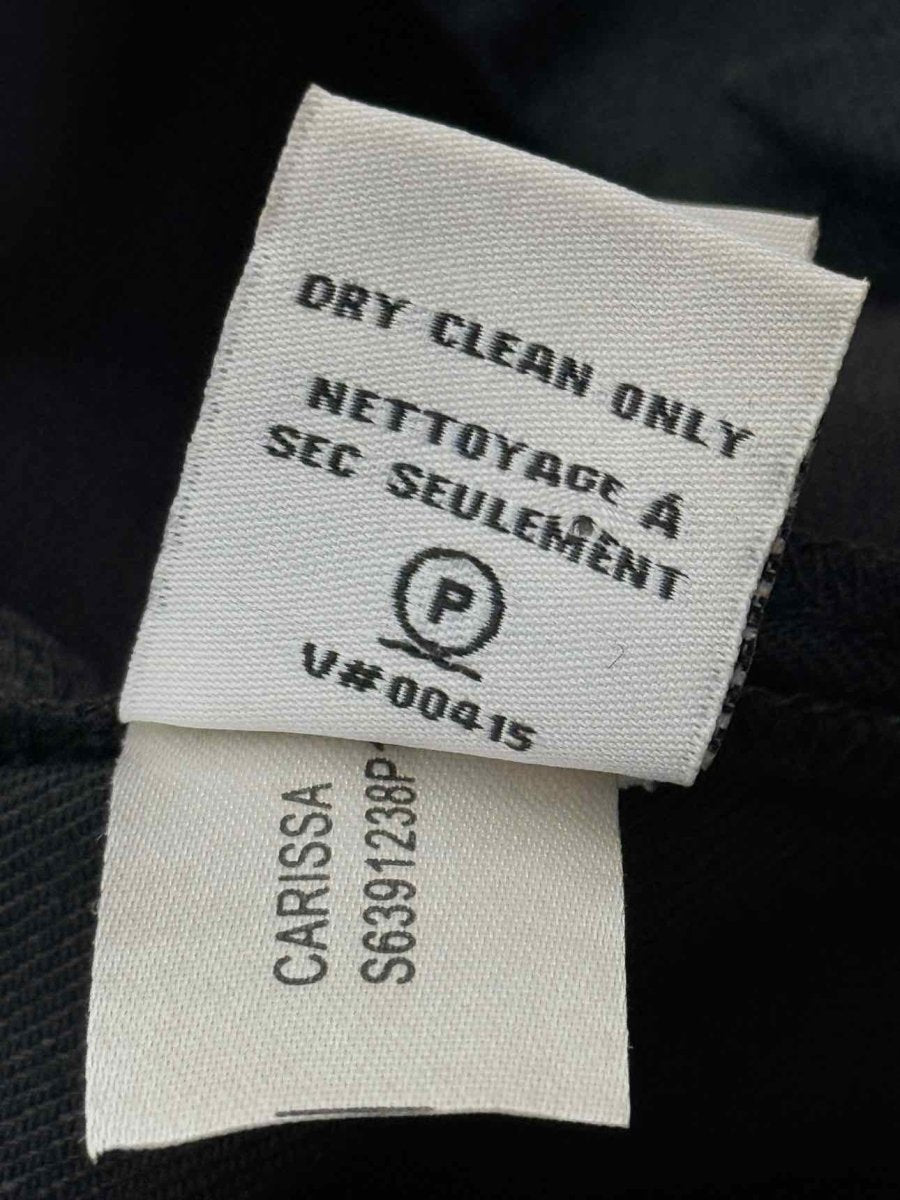 DRY CLEAN ONLY
NETTOYAGE À
SEC SEULEMENT
P
V#00415
CARISSA
S6391238P